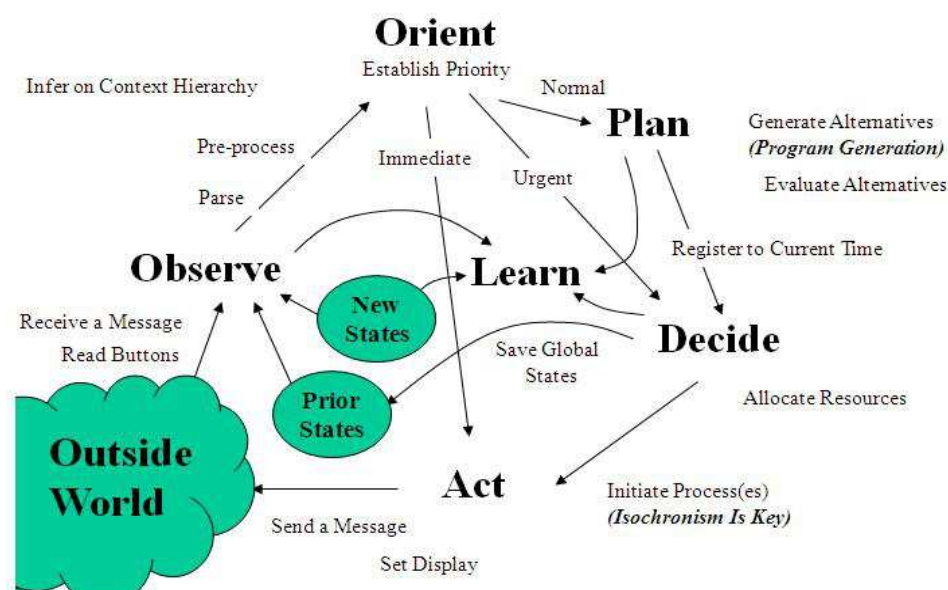 Orient
Establish Priority
Infer on Context Hierarchy
Normal
Plan
Generate Alternatives
(Program Generation)
Pre-process
Immediate
Urgent
Evaluate Alternatives
Parse
Observe
Learn
Register to Current Time
New
States
Receive a Message
Read Buttons
Save Global
States
Decide
Prior
States
Allocate Resources
Outside
World
Act
Initiate Process(es)
(Isochronism Is Key)
Send a Message
Set Display